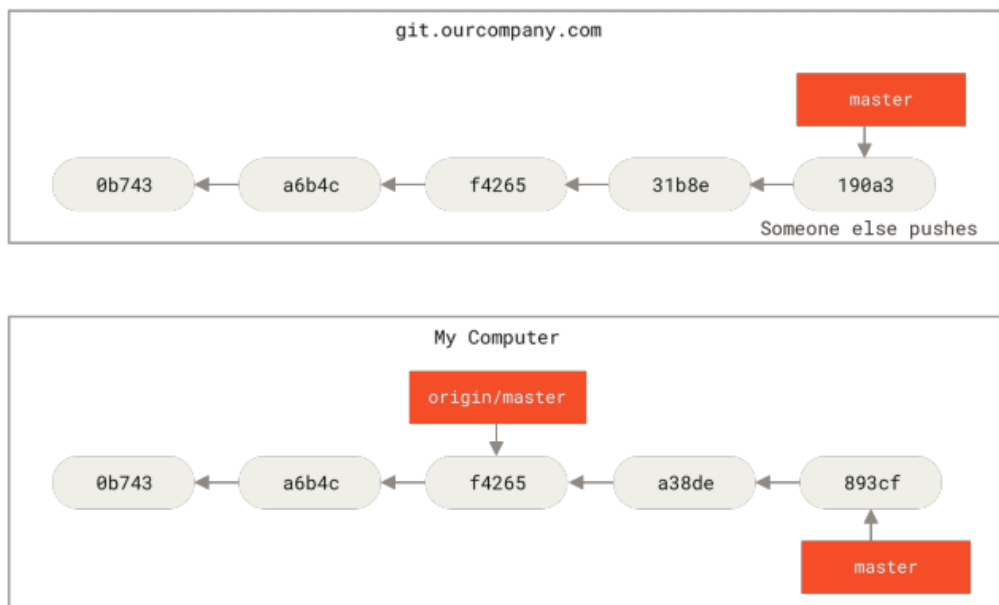 git.ourcompany.com
master
0b743 a6b4c f4265 31b8e 190a3
Someone else pushes
My Computer
origin/master
0b743 a6b4c f4265 a38de 893cf
master